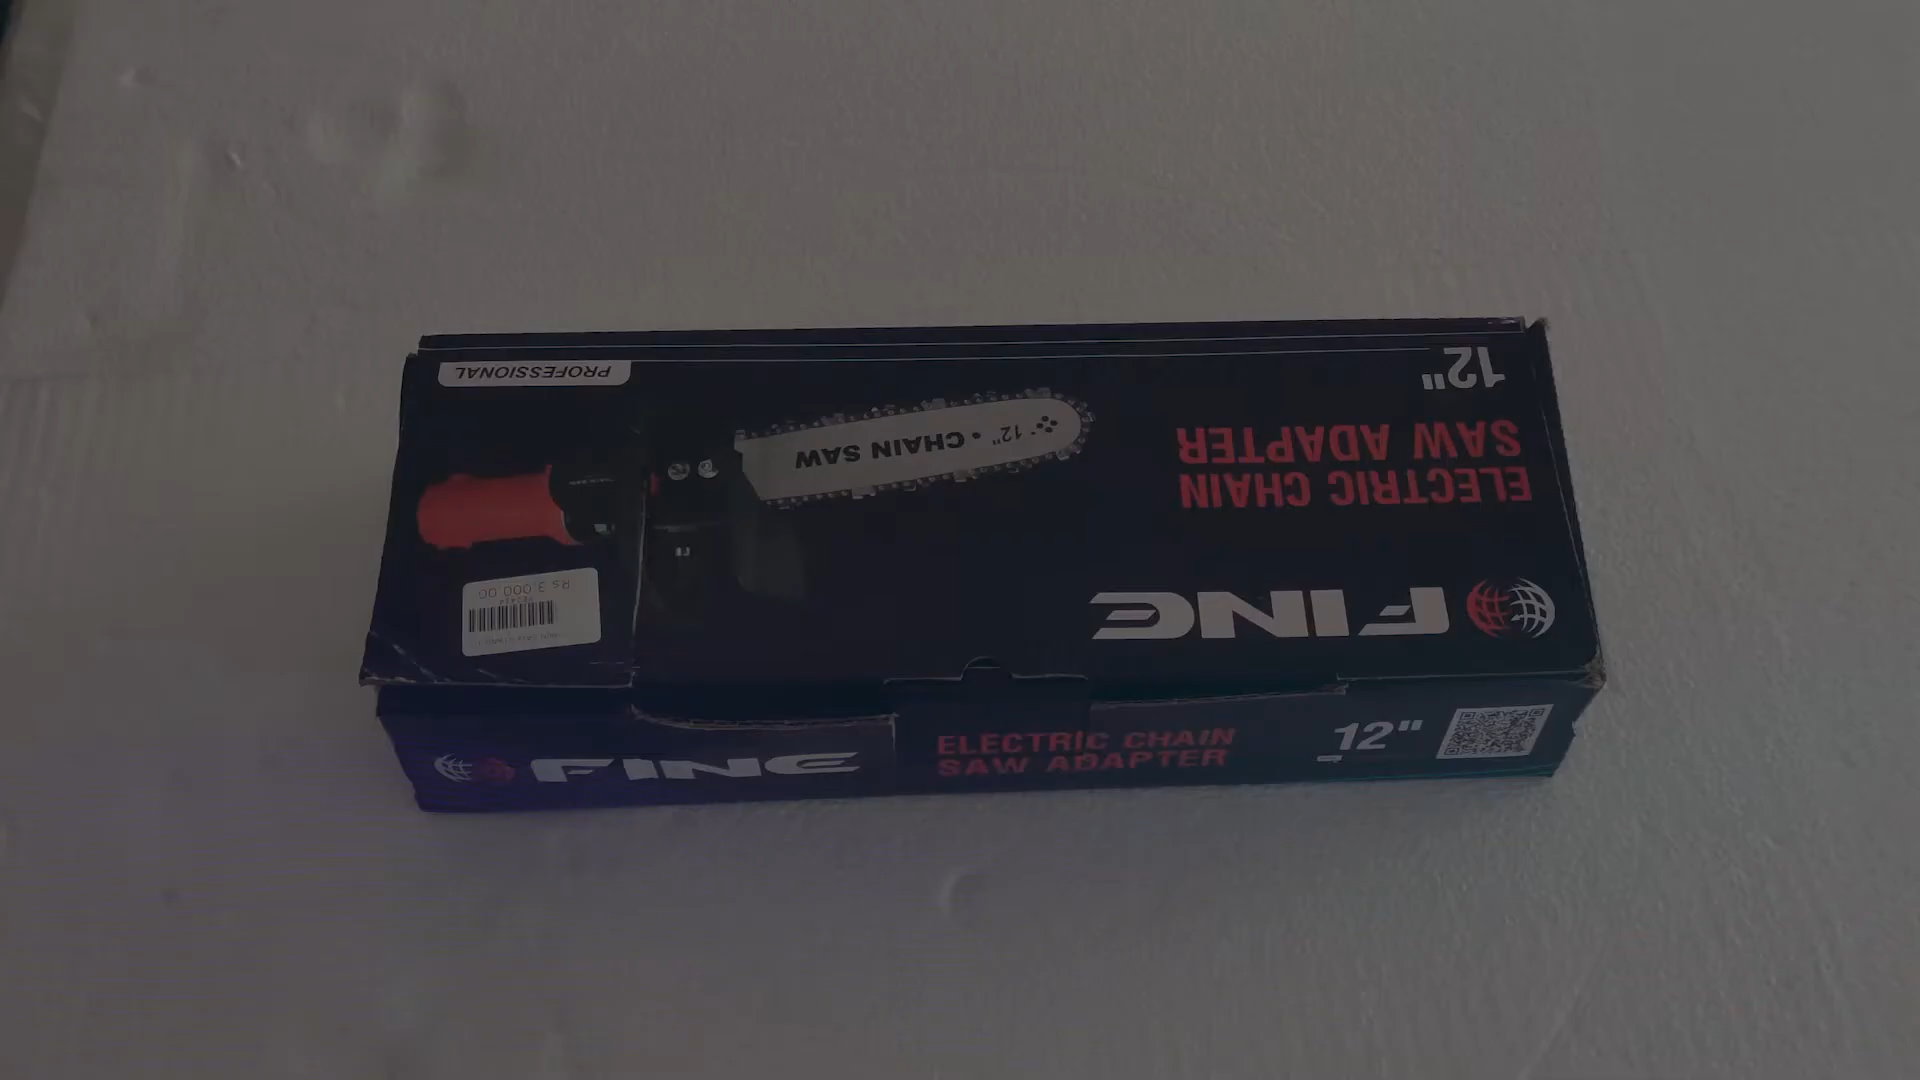 FINE
ELECTRIC CHAIN
SAW ADAPTER
12"
12" • CHAIN SAW
PROFESSIONAL
Rs 3,000.00
FINE
ELECTRIC CHAIN
SAW ADAPTER
12"